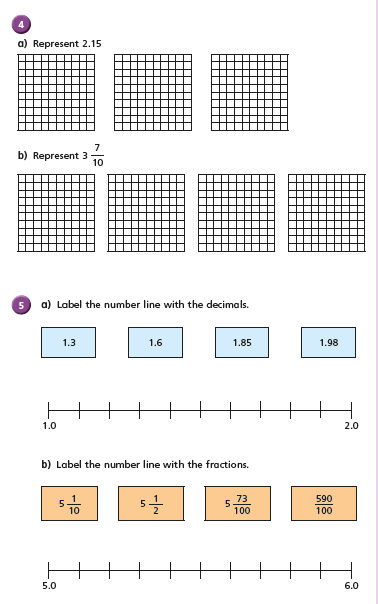 4
a) Represent 2.15
b) Represent 3 7/10
5 a) Label the number line with the decimals.
1.3 1.6 1.85 1.98
1.0 2.0
b) Label the number line with the fractions.
5 1/10 5 1/2 5 73/100 590/100
5.0 6.0